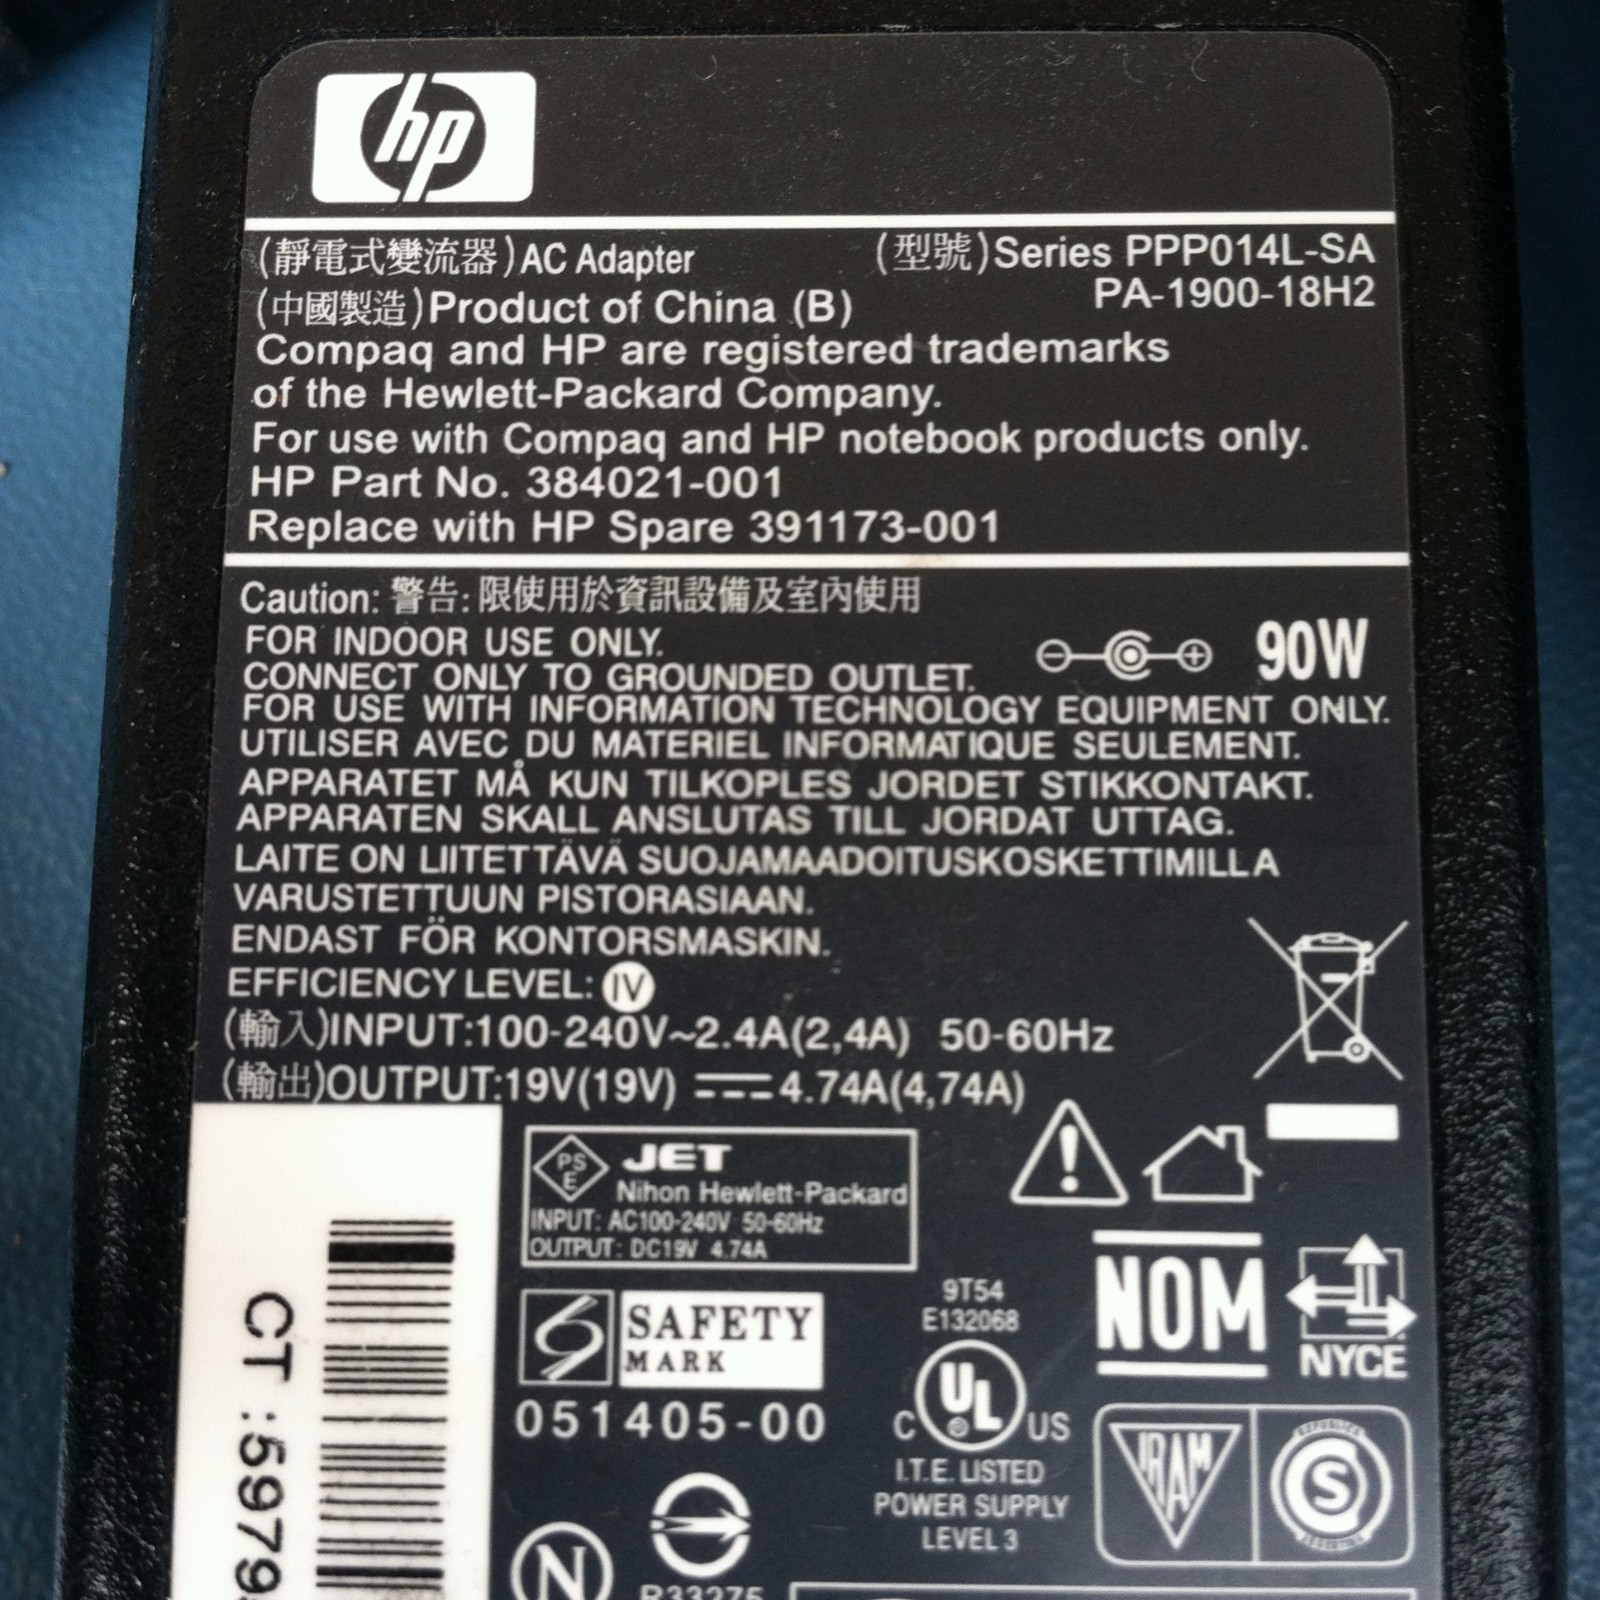 hp
(靜電式變流器)AC Adapter (型號)Series PPP014L-SA
(中國製造)Product of China (B) PA-1900-18H2
Compaq and HP are registered trademarks
of the Hewlett-Packard Company.
For use with Compaq and HP notebook products only.
HP Part No. 384021-001
Replace with HP Spare 391173-001
Caution: 警告: 限使用於資訊設備及室內使用
FOR INDOOR USE ONLY.
90W
CONNECT ONLY TO GROUNDED OUTLET.
FOR USE WITH INFORMATION TECHNOLOGY EQUIPMENT ONLY.
UTILISER AVEC DU MATERIEL INFORMATIQUE SEULEMENT.
APPARATET MÅ KUN TILKOPLES JORDET STIKKONTAKT.
APPARATEN SKALL ANSLUTAS TILL JORDAT UTTAG.
LAITE ON LIITETTÄVÄ SUOJAMAADOITUSKOSKETTIMILLA
VARUSTETTUUN PISTORASIAAN.
ENDAST FÖR KONTORSMASKIN.
EFFICIENCY LEVEL: IV
(輸入)INPUT:100-240V~2.4A(2,4A) 50-60Hz
(輸出)OUTPUT:19V(19V) ⎓ 4.74A(4,74A)
PSE JET
Nihon Hewlett-Packard
INPUT: AC100-240V 50-60Hz
OUTPUT: DC19V 4.74A
SAFETY
MARK
051405-00
9T54
E132068
C UL ® US
I.T.E. LISTED
POWER SUPPLY
LEVEL 3
NOM
NYCE
IRAM
S
N
R33275
CT :5979